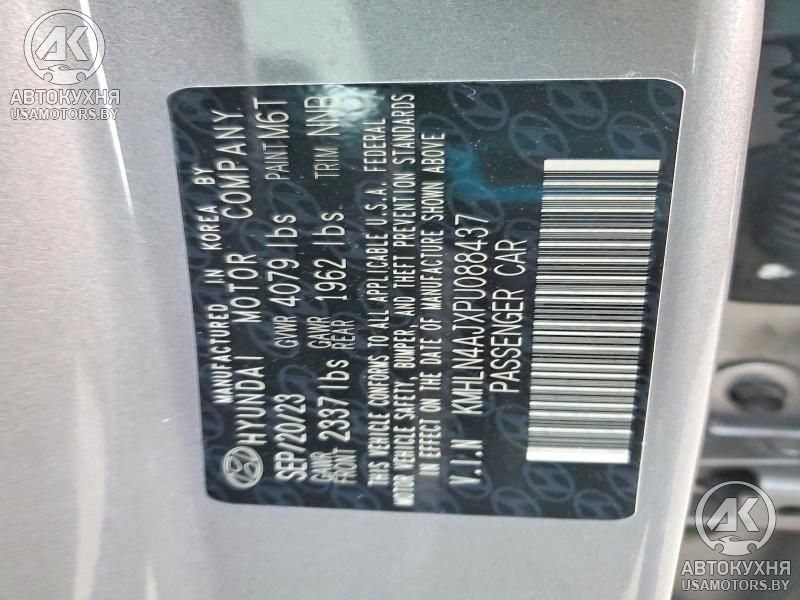 MANUFACTURED IN KOREA BY
HYUNDAI MOTOR COMPANY
SEP/20/23 GVWR 4079 lbs PAINT M6T
GAWR FRONT 2337 lbs GAWR REAR 1962 lbs TRIM NNB
THIS VEHICLE CONFORMS TO ALL APPLICABLE U.S.A. FEDERAL
MOTOR VEHICLE SAFETY, BUMPER, AND THEFT PREVENTION STANDARDS
IN EFFECT ON THE DATE OF MANUFACTURE SHOWN ABOVE
V.I.N KMHLN4AJXPU088437
PASSENGER CAR
АК
АВТОКУХНЯ
USAMOTORS.BY
АК
АВТОКУХНЯ
USAMOTORS.BY